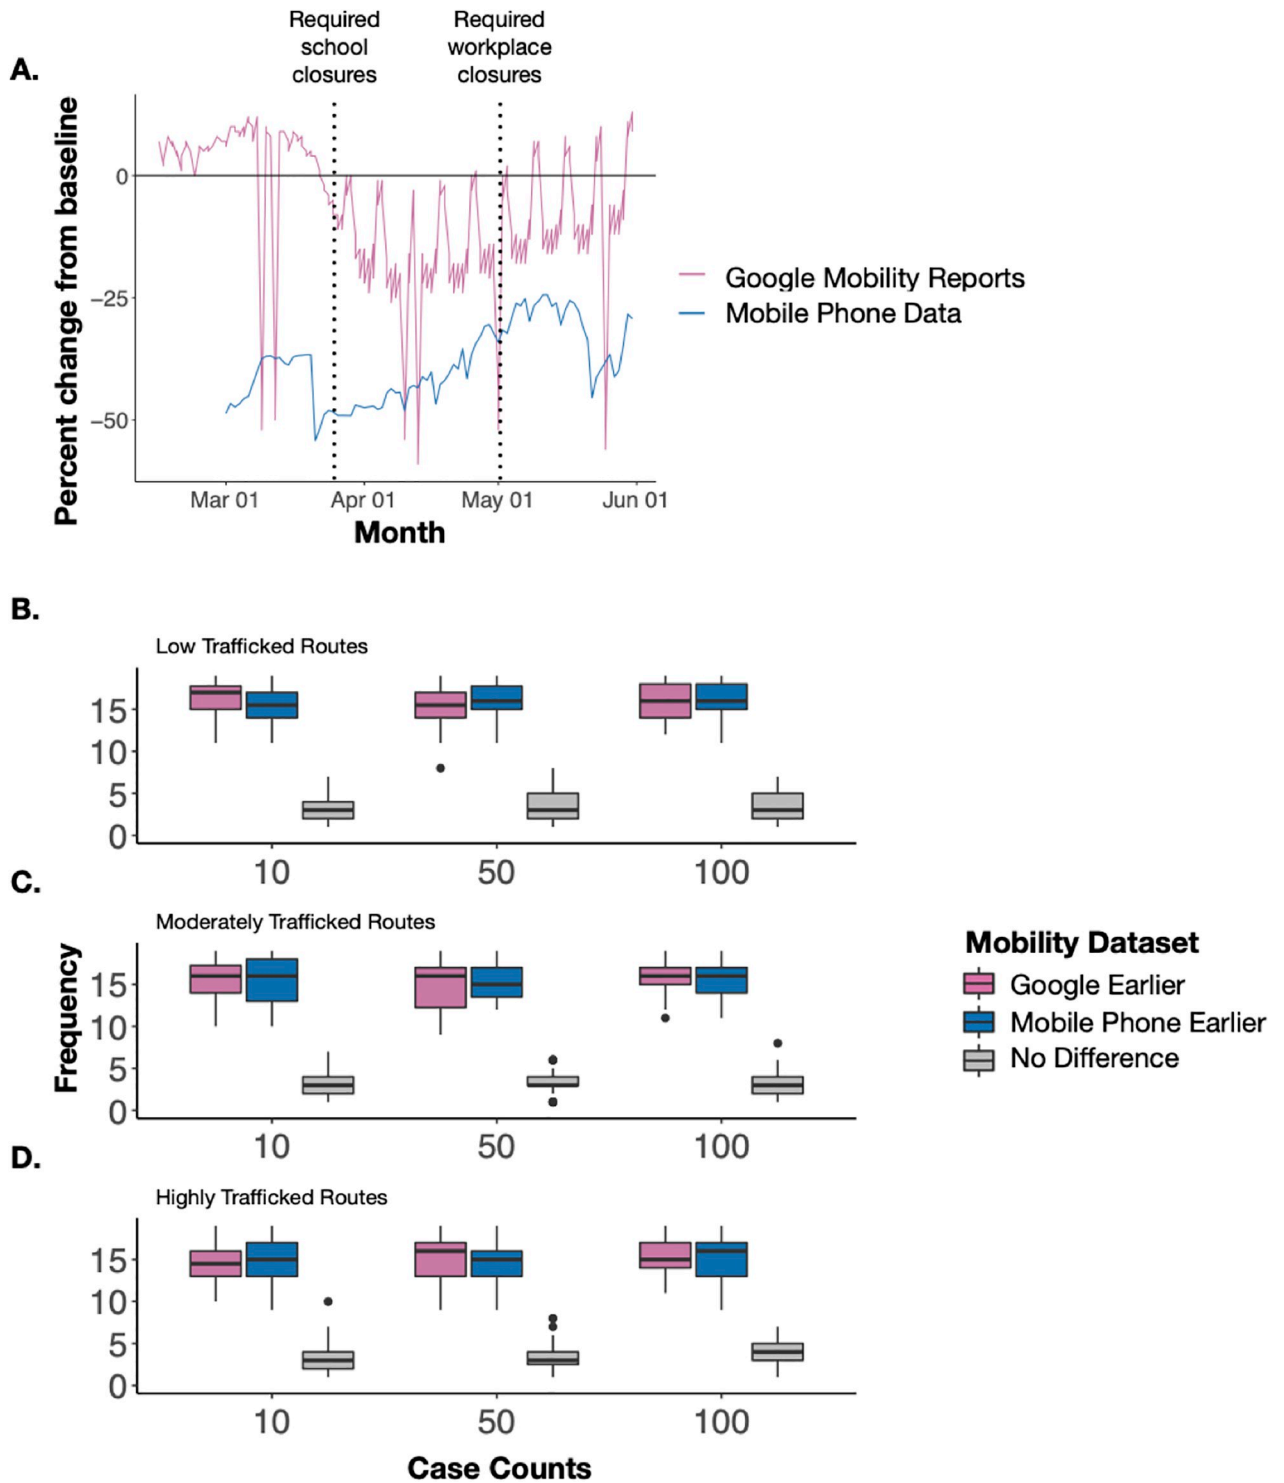 Required
school
closures
Required
workplace
closures
A.
Percent change from baseline
0
−25
−50
Mar 01
Apr 01
May 01
Jun 01
Month
Google Mobility Reports
Mobile Phone Data
B.
Low Trafficked Routes
15
10
5
0
10
50
100
C.
Moderately Trafficked Routes
15
10
5
0
10
50
100
Frequency
Mobility Dataset
Google Earlier
Mobile Phone Earlier
No Difference
D.
Highly Trafficked Routes
15
10
5
0
10
50
100
Case Counts